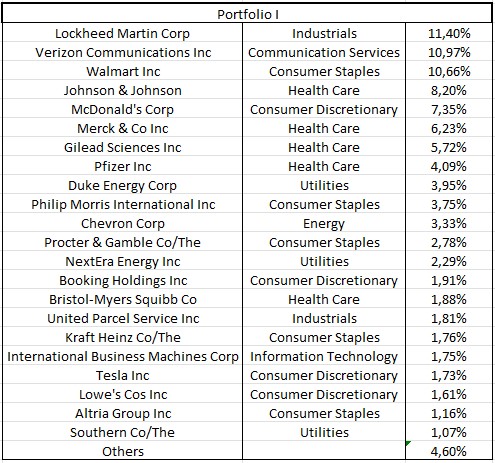 Portfolio I
Lockheed Martin Corp Industrials 11,40%
Verizon Communications Inc Communication Services 10,97%
Walmart Inc Consumer Staples 10,66%
Johnson & Johnson Health Care 8,20%
McDonald's Corp Consumer Discretionary 7,35%
Merck & Co Inc Health Care 6,23%
Gilead Sciences Inc Health Care 5,72%
Pfizer Inc Health Care 4,09%
Duke Energy Corp Utilities 3,95%
Philip Morris International Inc Consumer Staples 3,75%
Chevron Corp Energy 3,33%
Procter & Gamble Co/The Consumer Staples 2,78%
NextEra Energy Inc Utilities 2,29%
Booking Holdings Inc Consumer Discretionary 1,91%
Bristol-Myers Squibb Co Health Care 1,88%
United Parcel Service Inc Industrials 1,81%
Kraft Heinz Co/The Consumer Staples 1,76%
International Business Machines Corp Information Technology 1,75%
Tesla Inc Consumer Discretionary 1,73%
Lowe's Cos Inc Consumer Discretionary 1,61%
Altria Group Inc Consumer Staples 1,16%
Southern Co/The Utilities 1,07%
Others 4,60%